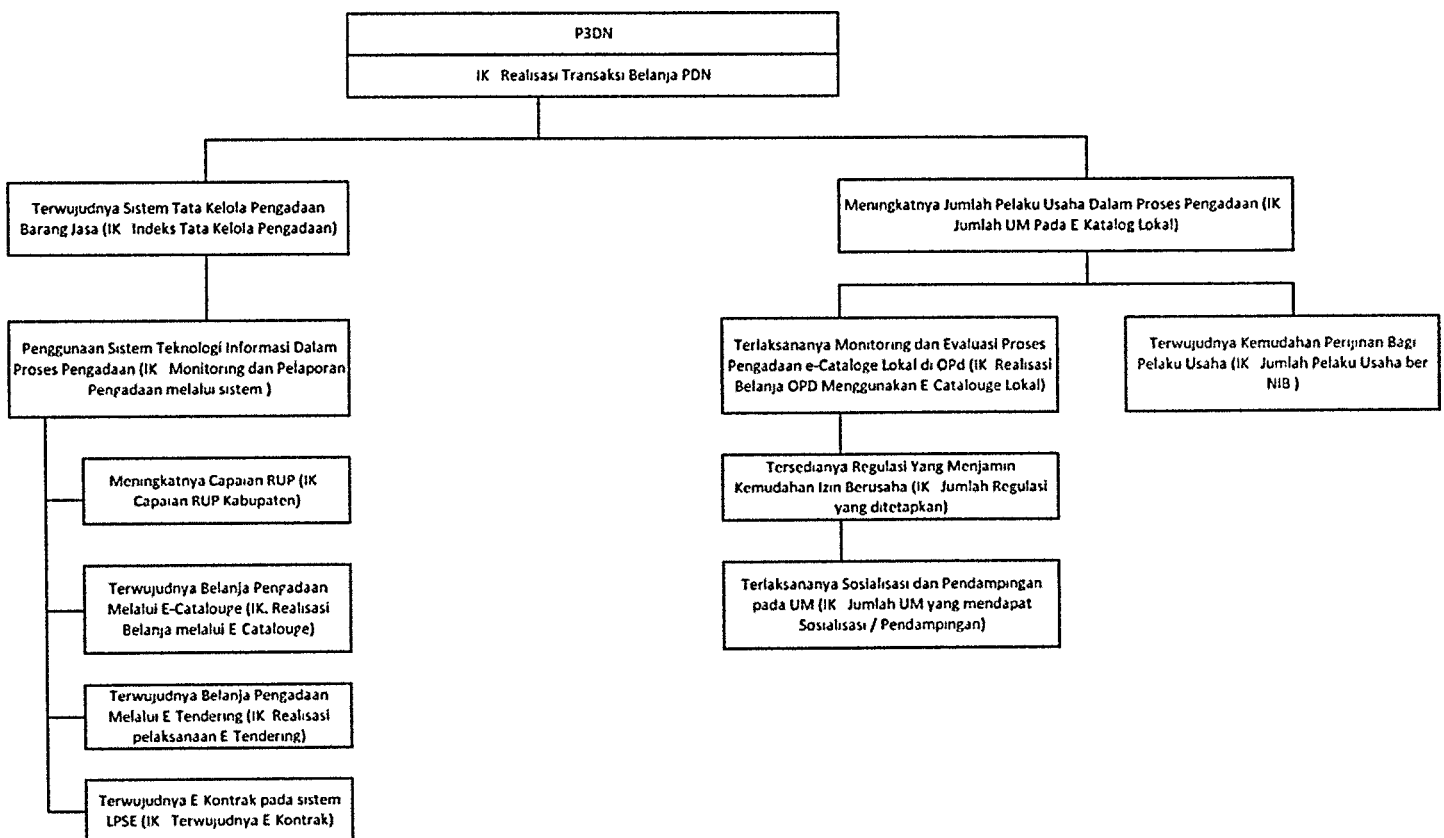 P3DN
IK Realisasi Transaksi Belanja PDN
Terwujudnya Sistem Tata Kelola Pengadaan
Barang Jasa (IK Indeks Tata Kelola Pengadaan)
Meningkatnya Jumlah Pelaku Usaha Dalam Proses Pengadaan (IK
Jumlah UM Pada E Katalog Lokal)
Penggunaan Sistem Teknologi Informasi Dalam
Proses Pengadaan (IK Monitoring dan Pelaporan
Pengadaan melalui sistem )
Terlaksananya Monitoring dan Evaluasi Proses
Pengadaan e-Cataloge Lokal di OPd (IK Realisasi
Belanja OPD Menggunakan E Catalouge Lokal)
Terwujudnya Kemudahan Perijinan Bagi
Pelaku Usaha (IK Jumlah Pelaku Usaha ber
NIB )
Meningkatnya Capaian RUP (IK
Capaian RUP Kabupaten)
Tersedianya Regulasi Yang Menjamin
Kemudahan Izin Berusaha (IK Jumlah Regulasi
yang ditetapkan)
Terwujudnya Belanja Pengadaan
Melalui E-Catalouge (IK. Realisasi
Belanja melalui E Catalouge)
Terlaksananya Sosialisasi dan Pendampingan
pada UM (IK Jumlah UM yang mendapat
Sosialisasi / Pendampingan)
Terwujudnya Belanja Pengadaan
Melalui E Tendering (IK Realisasi
pelaksanaan E Tendering)
Terwujudnya E Kontrak pada sistem
LPSE (IK Terwujudnya E Kontrak)